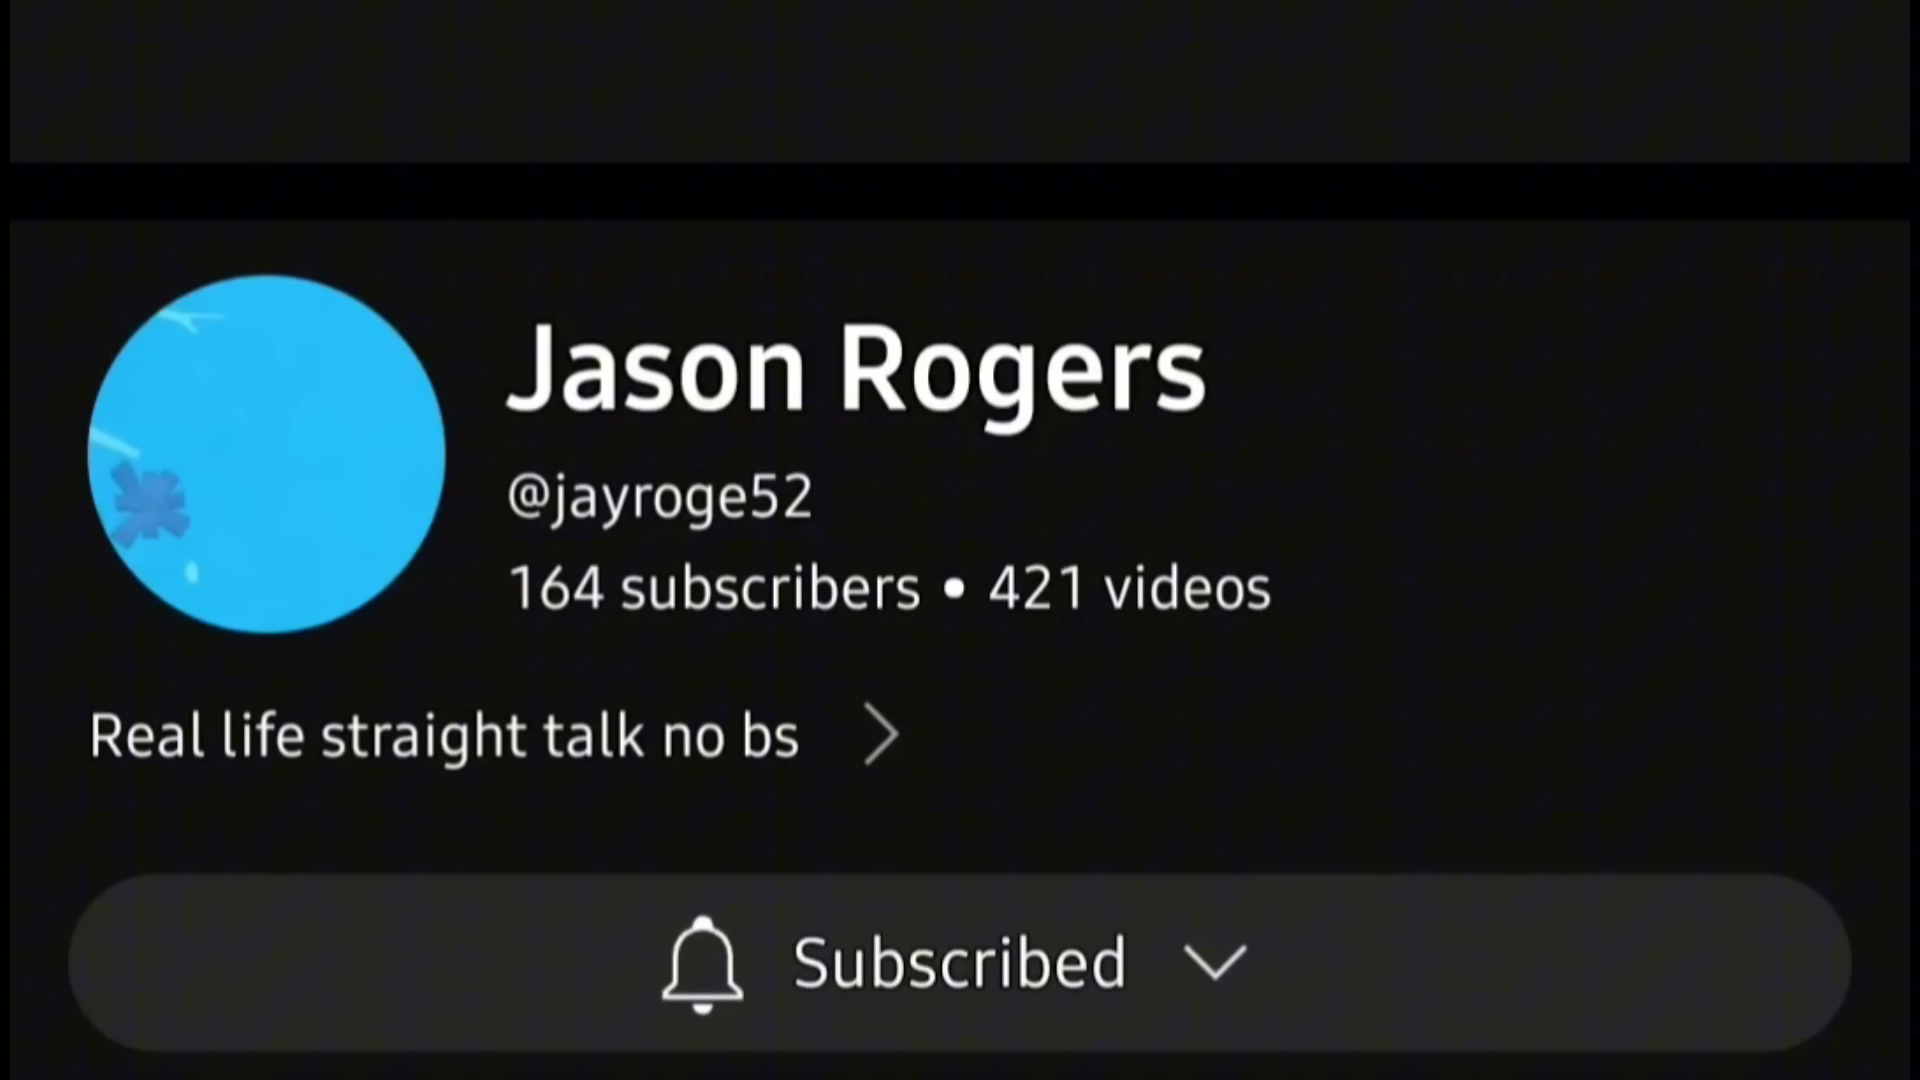 Jason Rogers
@jayroge52
164 subscribers • 421 videos
Real life straight talk no bs
Subscribed